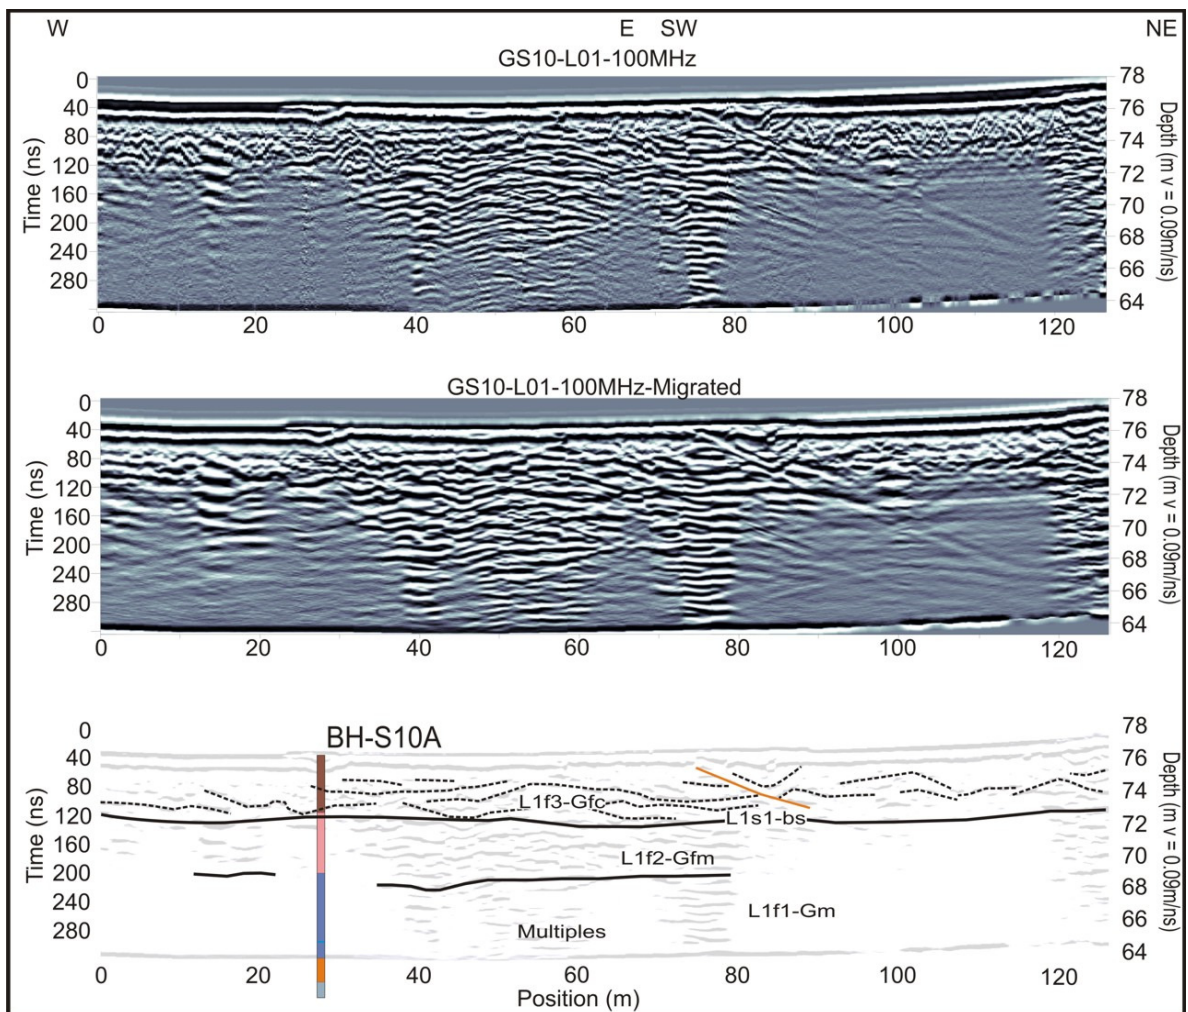 W E SW NE
GS10-L01-100MHz
0 40 80 120 160 200 240 280
Time (ns)
78 76 74 72 70 68 66 64
Depth (m v = 0.09m/ns)
0 20 40 60 80 100 120
GS10-L01-100MHz-Migrated
0 40 80 120 160 200 240 280
Time (ns)
78 76 74 72 70 68 66 64
Depth (m v = 0.09m/ns)
0 20 40 60 80 100 120
BH-S10A
0 40 80 120 160 200 240 280
Time (ns)
L1f3-Gfc
L1s1-bs
L1f2-Gfm
L1f1-Gm
Multiples
78 76 74 72 70 68 66 64
Depth (m v = 0.09m/ns)
0 20 40 60 80 100 120
Position (m)